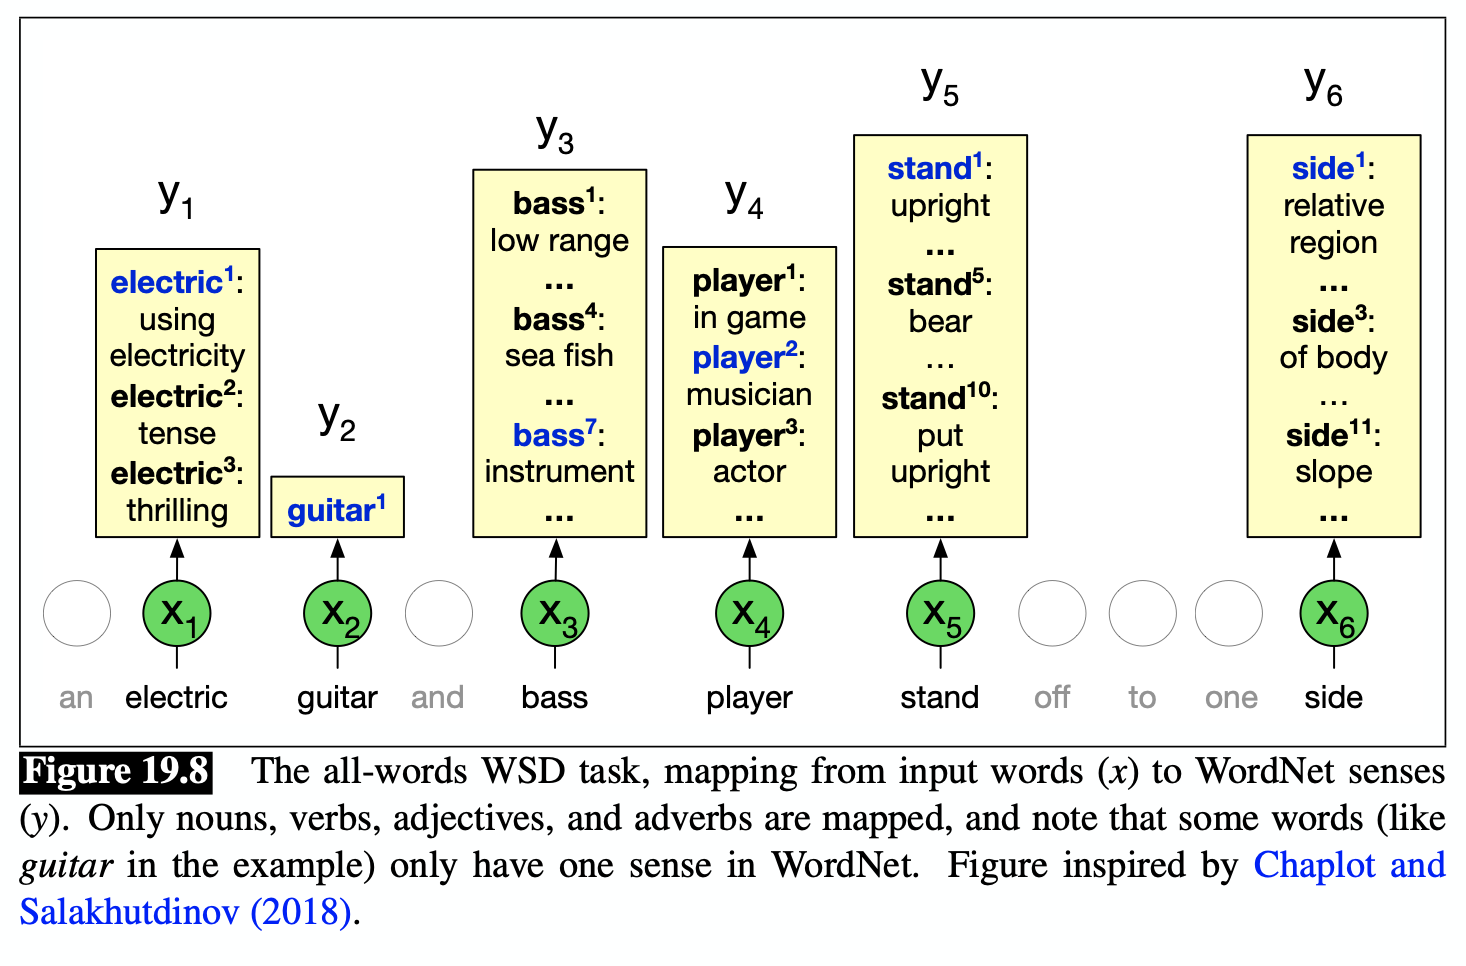 y₁
electric¹:
using
electricity
electric²:
tense
electric³:
thrilling
y₂
guitar¹
y₃
bass¹:
low range
...
bass⁴:
sea fish
...
bass⁷:
instrument
...
y₄
player¹:
in game
player²:
musician
player³:
actor
...
y₅
stand¹:
upright
...
stand⁵:
bear
...
stand¹⁰:
put
upright
...
y₆
side¹:
relative
region
...
side³:
of body
...
side¹¹:
slope
...
x₁ x₂ x₃ x₄ x₅ x₆
an electric guitar and bass player stand off to one side
Figure 19.8 The all-words WSD task, mapping from input words (x) to WordNet senses
(y). Only nouns, verbs, adjectives, and adverbs are mapped, and note that some words (like
guitar in the example) only have one sense in WordNet. Figure inspired by Chaplot and
Salakhutdinov (2018).